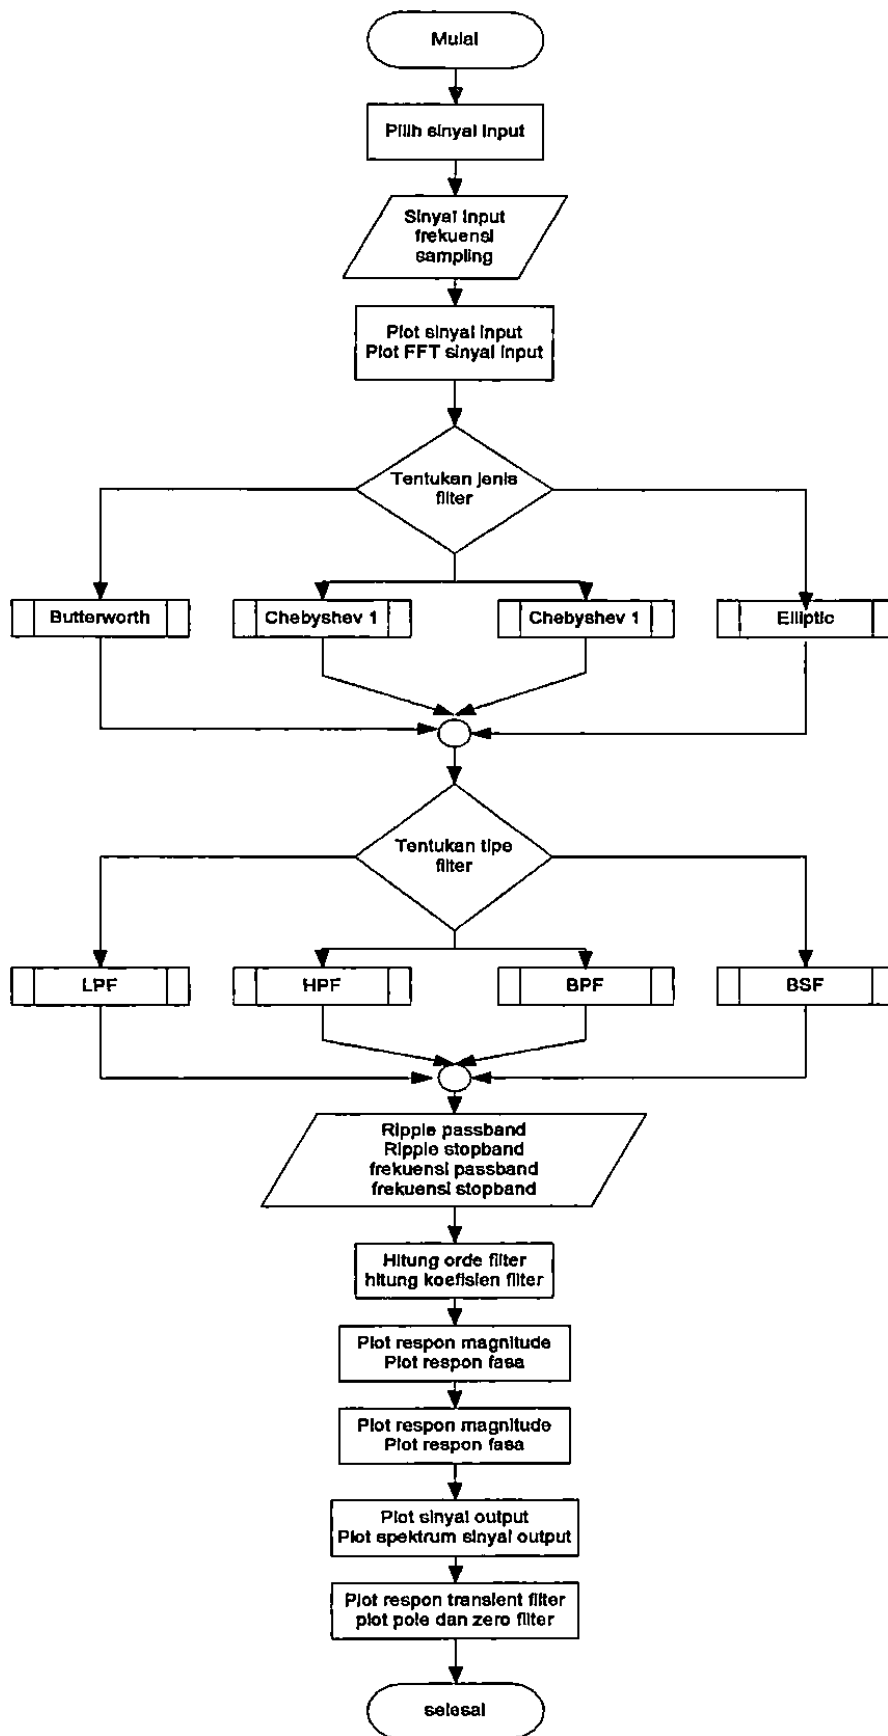 Mulai
Pilih sinyal input
Sinyal input
frekuensi
sampling
Plot sinyal input
Plot FFT sinyal input
Tentukan jenis
filter
Butterworth
Chebyshev 1
Chebyshev 1
Elliptic
Tentukan tipe
filter
LPF
HPF
BPF
BSF
Ripple passband
Ripple stopband
frekuensi passband
frekuensi stopband
Hitung orde filter
hitung koefisien filter
Plot respon magnitude
Plot respon fasa
Plot respon magnitude
Plot respon fasa
Plot sinyal output
Plot spektrum sinyal output
Plot respon transient filter
plot pole dan zero filter
selesai